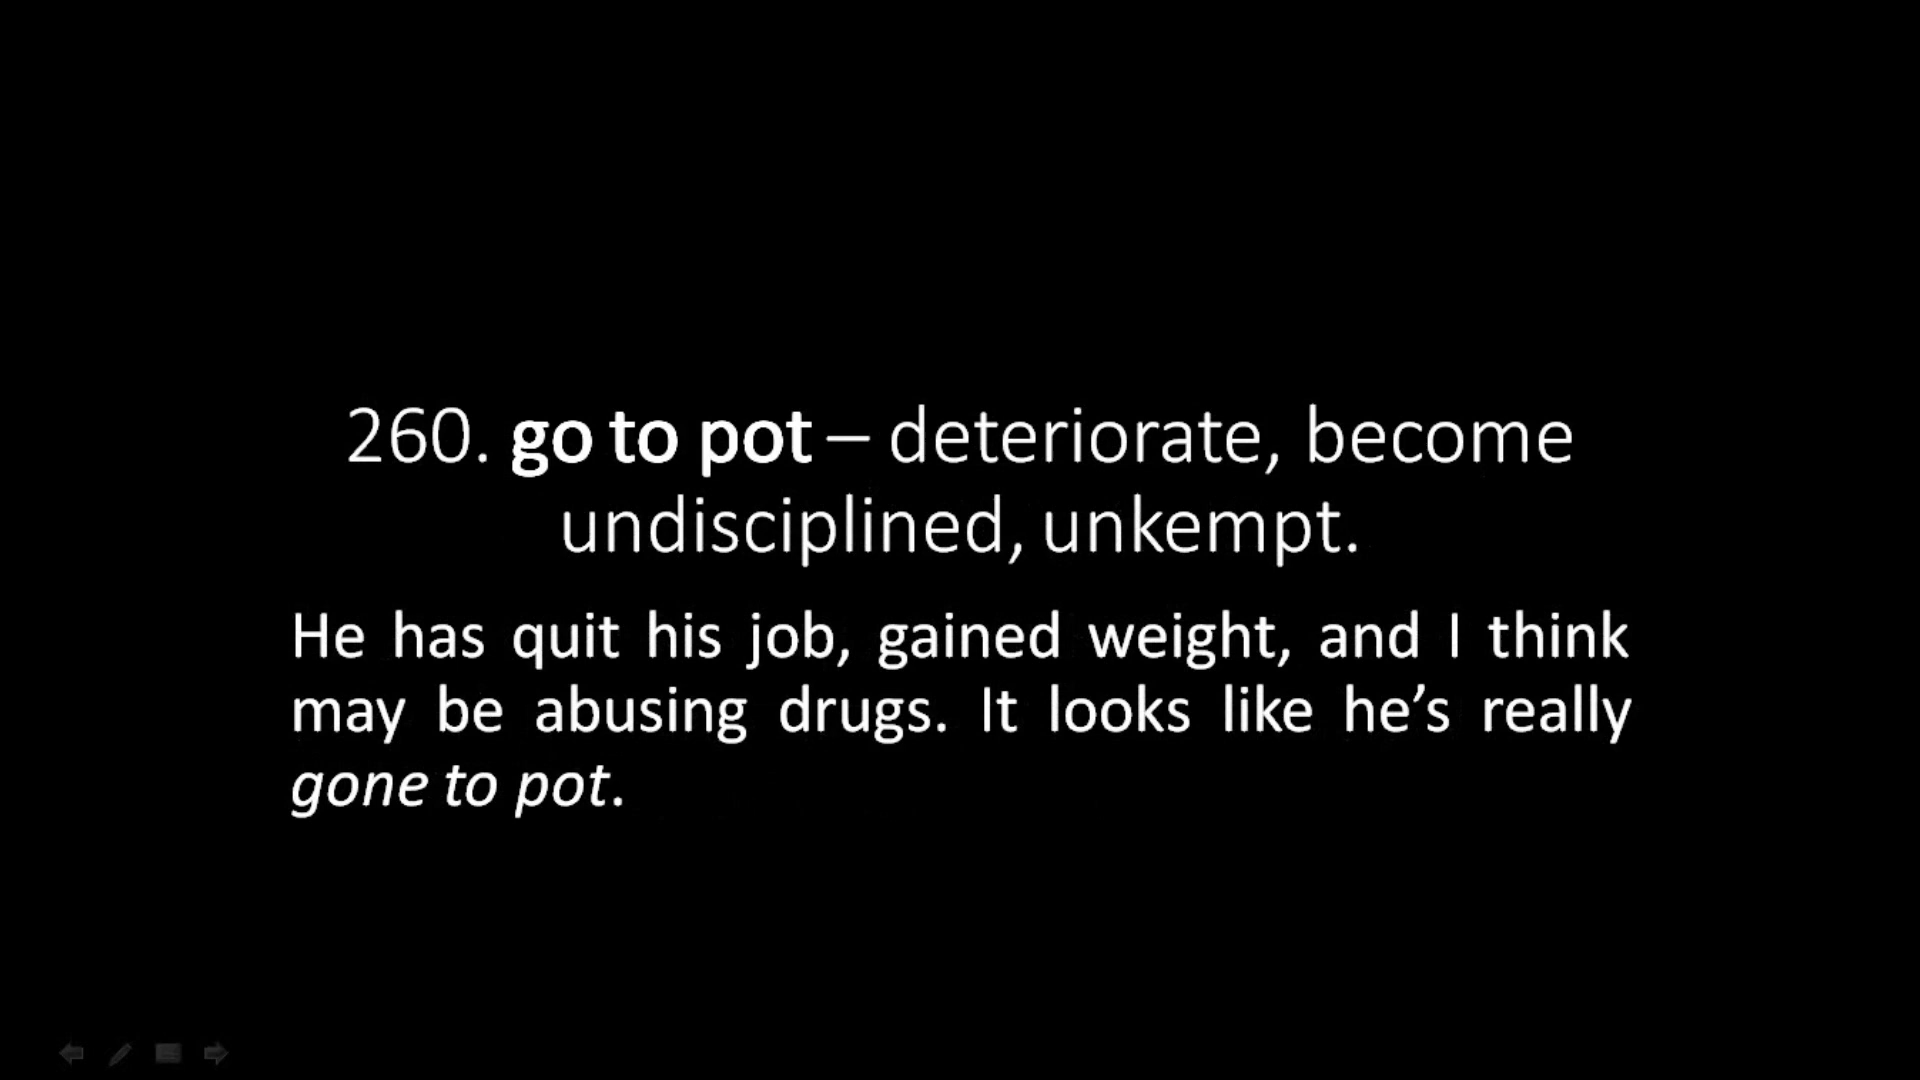 260. go to pot – deteriorate, become
undisciplined, unkempt.
He has quit his job, gained weight, and I think
may be abusing drugs. It looks like he’s really
gone to pot.